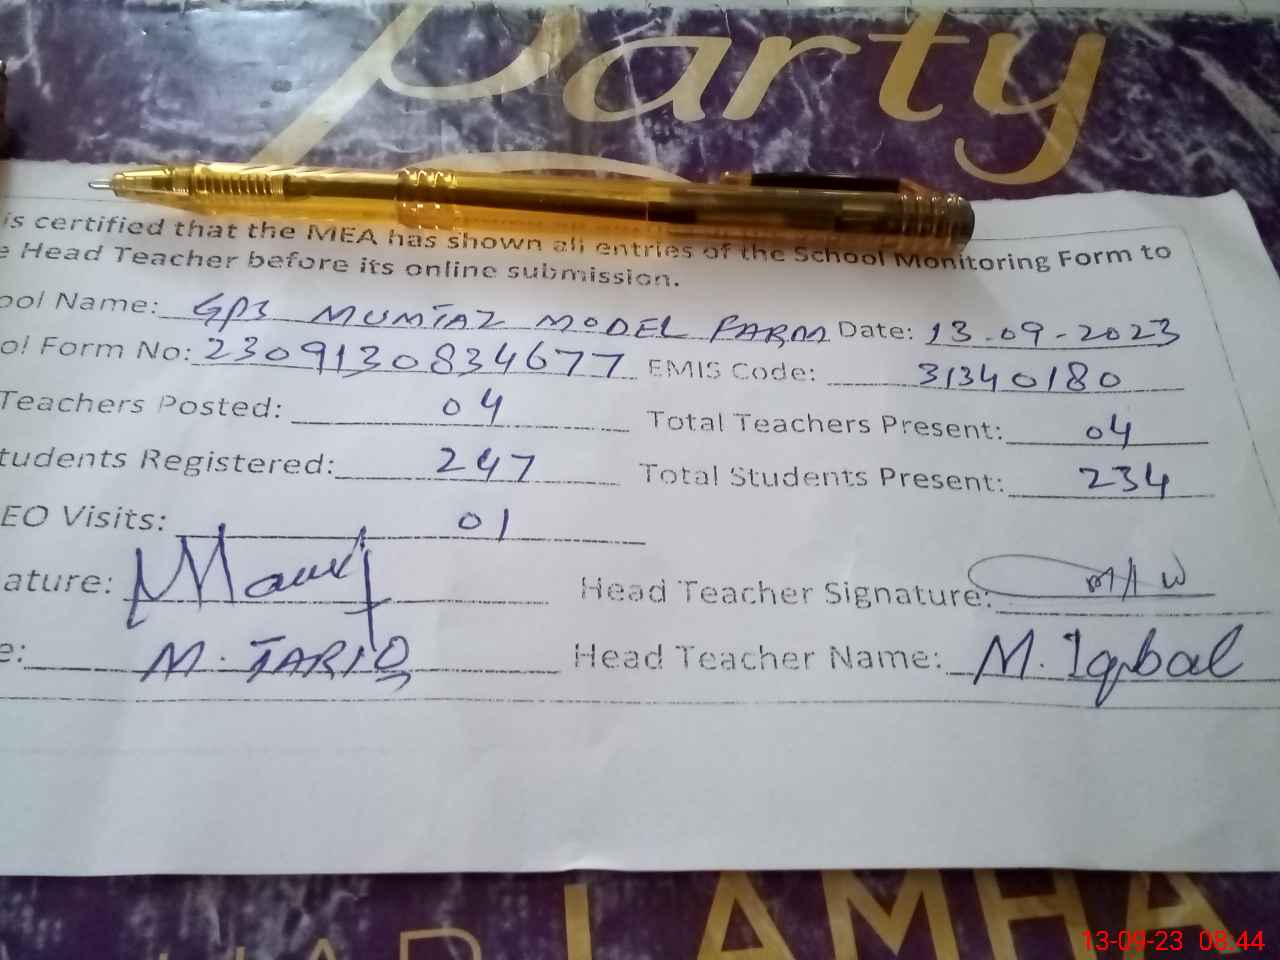 Party
is certified that the MEA has shown all entries of the School Monitoring Form to
e Head Teacher before its online submission.
ool Name: GPS MUMTAZ MODEL FARM Date: 13-09-2023
ol Form No: 2309130834677 EMIS Code: 31340180
Teachers Posted: 04 Total Teachers Present: 04
tudents Registered: 247 Total Students Present: 234
EO Visits: 01
ature: Head Teacher Signature:
e: M. TARIQ Head Teacher Name: M. Iqbal
LAMHA
13-09-23 08:44